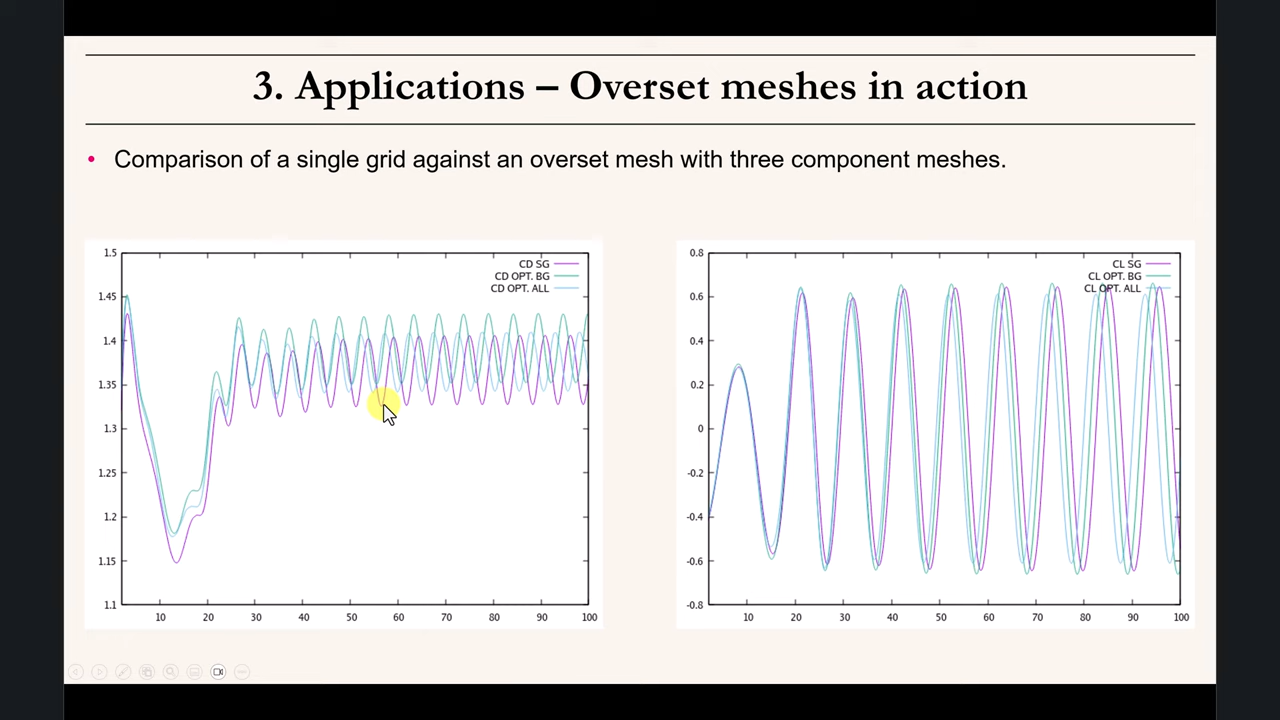 3. Applications – Overset meshes in action
• Comparison of a single grid against an overset mesh with three component meshes.
CD SG
CD OPT. BG
CD OPT. ALL
1.5
1.45
1.4
1.35
1.3
1.25
1.2
1.15
1.1
10 20 30 40 50 60 70 80 90 100
CL SG
CL OPT. BG
CL OPT. ALL
0.8
0.6
0.4
0.2
0
-0.2
-0.4
-0.6
-0.8
10 20 30 40 50 60 70 80 90 100